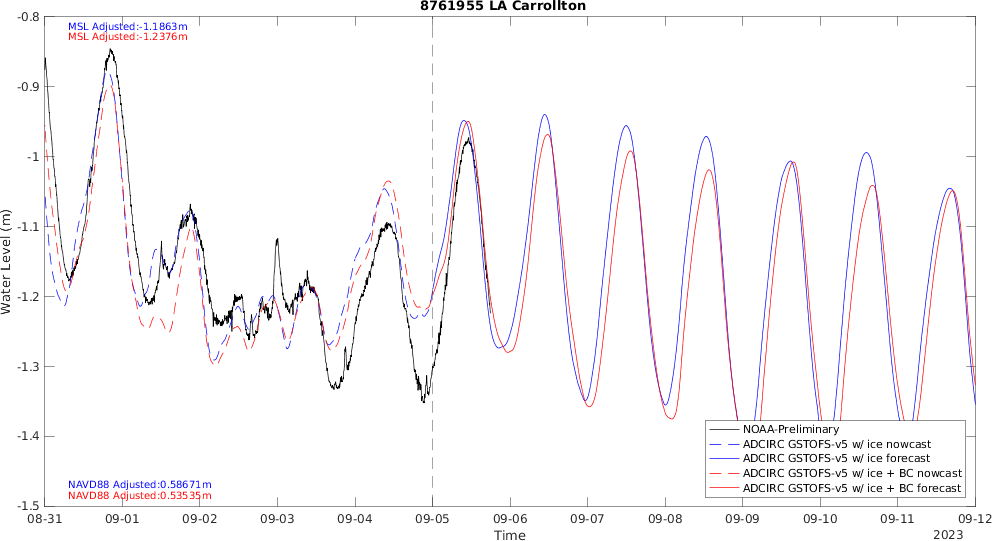 8761955 LA Carrollton
MSL Adjusted:-1.1863m
MSL Adjusted:-1.2376m
Water Level (m)
-0.8
-0.9
-1
-1.1
-1.2
-1.3
-1.4
-1.5
NAVD88 Adjusted:0.58671m
NAVD88 Adjusted:0.53535m
NOAA-Preliminary
ADCIRC GSTOFS-v5 w/ ice nowcast
ADCIRC GSTOFS-v5 w/ ice forecast
ADCIRC GSTOFS-v5 w/ ice + BC nowcast
ADCIRC GSTOFS-v5 w/ ice + BC forecast
08-31 09-01 09-02 09-03 09-04 09-05 09-06 09-07 09-08 09-09 09-10 09-11 09-12
Time
2023